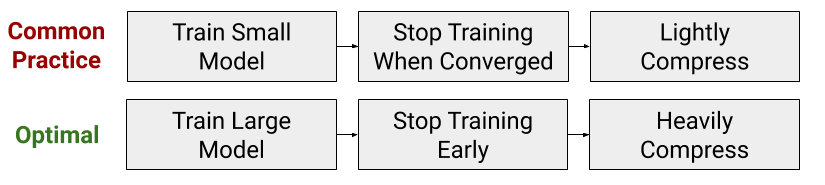 Common
Practice
Train Small
Model
Stop Training
When Converged
Lightly
Compress
Optimal
Train Large
Model
Stop Training
Early
Heavily
Compress